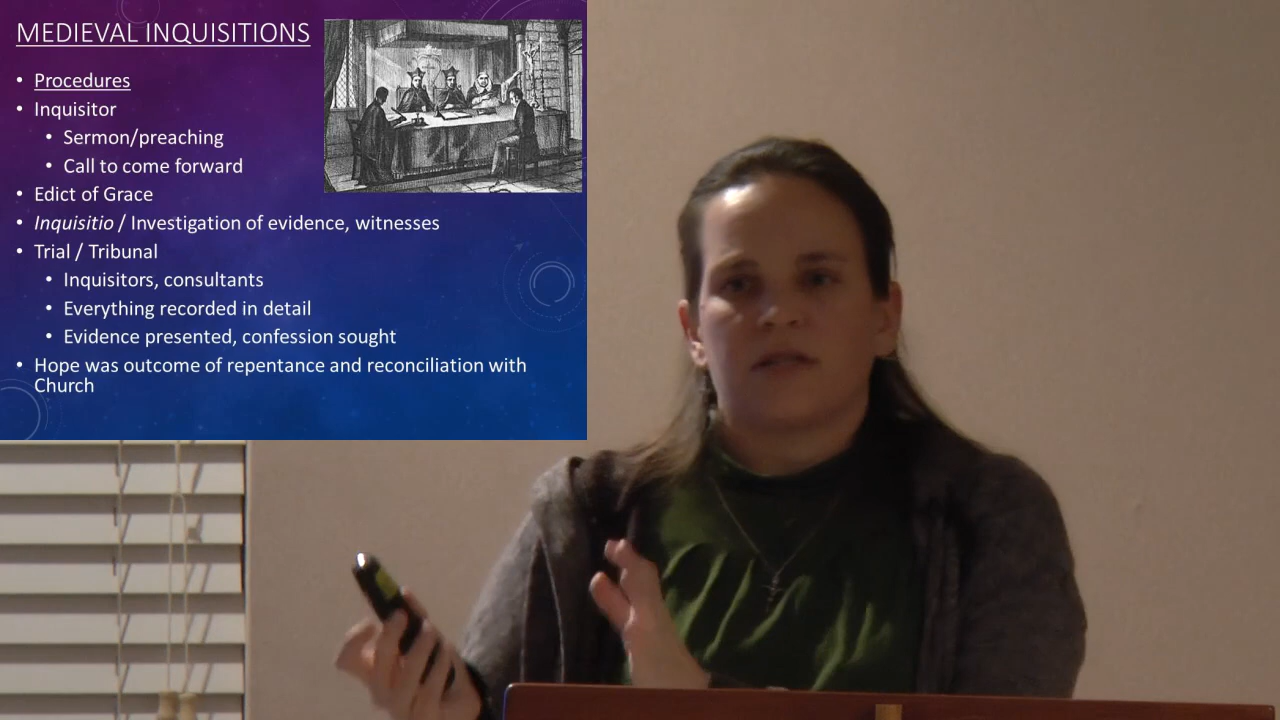 MEDIEVAL INQUISITIONS
• Procedures
• Inquisitor
• Sermon/preaching
• Call to come forward
• Edict of Grace
• Inquisitio / Investigation of evidence, witnesses
• Trial / Tribunal
• Inquisitors, consultants
• Everything recorded in detail
• Evidence presented, confession sought
• Hope was outcome of repentance and reconciliation with
Church